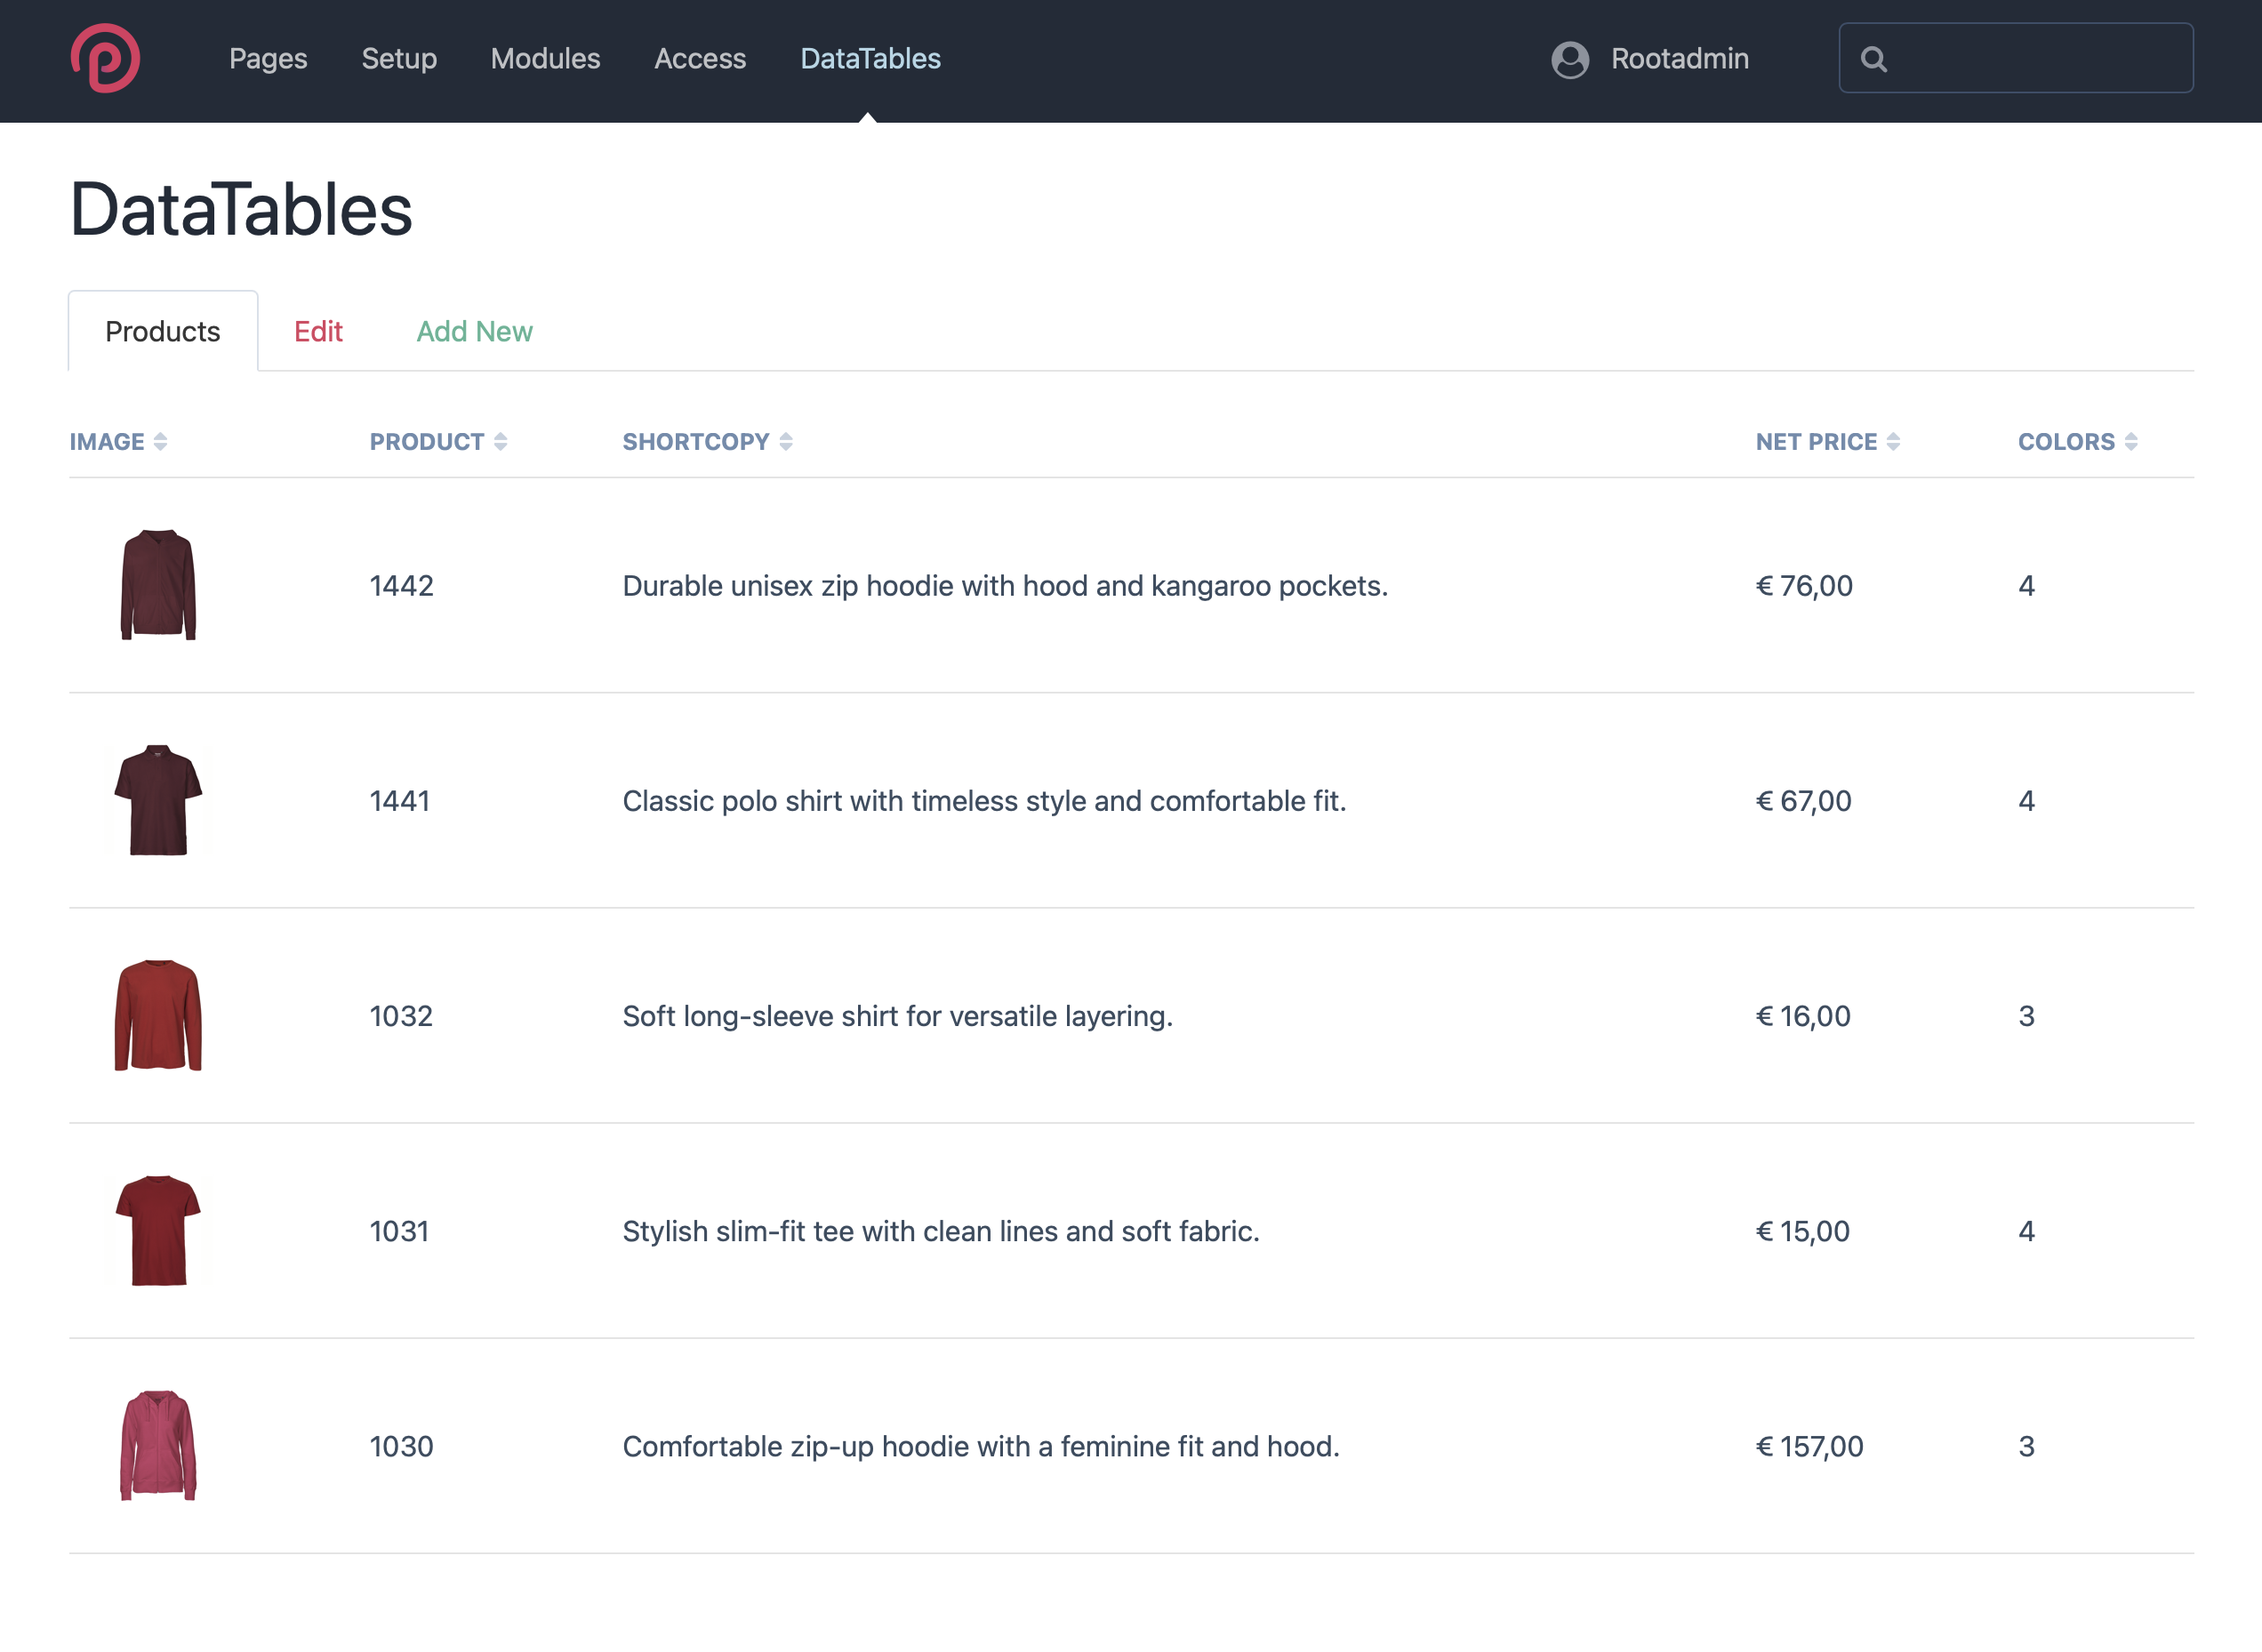 Pages Setup Modules Access DataTables Rootadmin
DataTables
Products Edit Add New
IMAGE PRODUCT SHORTCOPY NET PRICE COLORS
1442 Durable unisex zip hoodie with hood and kangaroo pockets. € 76,00 4
1441 Classic polo shirt with timeless style and comfortable fit. € 67,00 4
1032 Soft long-sleeve shirt for versatile layering. € 16,00 3
1031 Stylish slim-fit tee with clean lines and soft fabric. € 15,00 4
1030 Comfortable zip-up hoodie with a feminine fit and hood. € 157,00 3